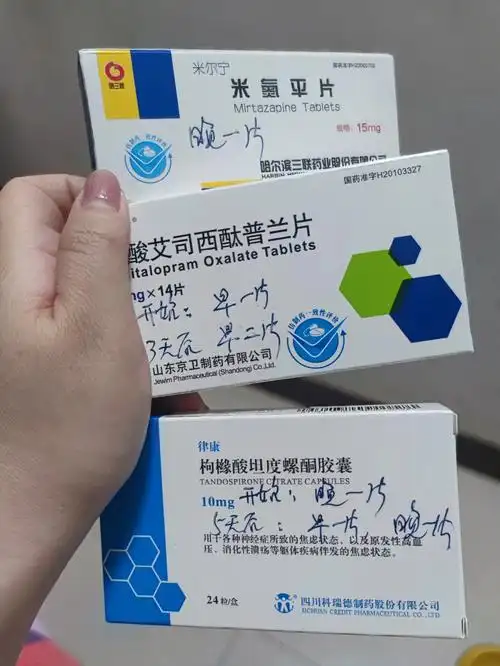 米尔宁
米氮平片
Mirtazapine Tablets
晚一片
规格:15mg
哈尔滨三联药业股份有限公司
国药准字H20103327
酸艾司西酞普兰片
italopram Oxalate Tablets
mg×14片
开始: 早一片
早二片
仿制药一致性评价
山东京卫制药有限公司
Jewim Pharmaceutical (Shandong) Co.,Ltd.
律康
枸橼酸坦度螺酮胶囊
TANDOSPIRONE CITRATE CAPSULES
10mg
开始: 晚一片
5天后: 早一片 晚一片
用于各种神经症所致的焦虑状态,以及原发性高血
压、消化性溃疡等躯体疾病伴发的焦虑状态。
24粒/盒
四川科瑞德制药股份有限公司
SICHUAN CREDIT PHARMACEUTICAL CO., LTD.